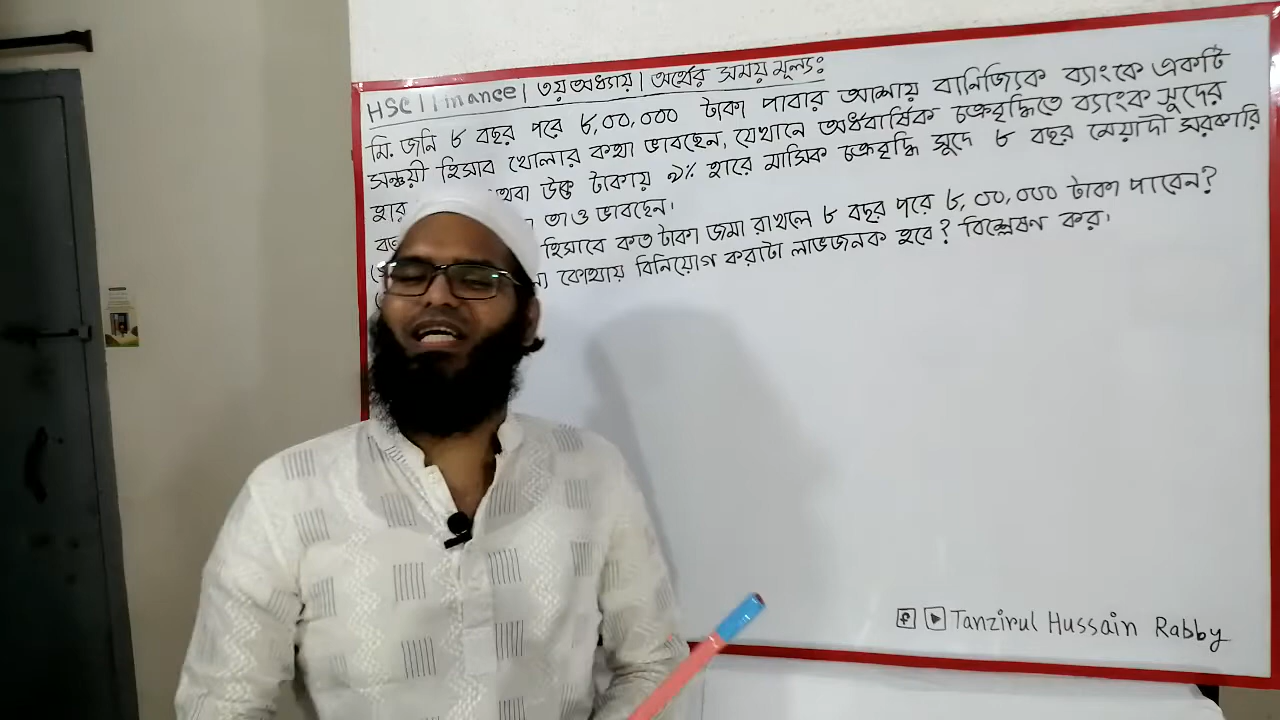 HSC | Finance | ৩য় অধ্যায় | অর্থের সময় মূল্যঃ
মি. জনি ৮ বছর পরে ৮,০০,০০০ টাকা পাবার আশায় বানিজ্যিক ব্যাংকে একটি
সঞ্চয়ী হিসাব খোলার কথা ভাবছেন, যেখানে অর্ধবার্ষিক চক্রবৃদ্ধিতে ব্যাংক সুদের
হার উক্ত টাকায় ৯% হারে মাসিক চক্রবৃদ্ধি সুদে ৮ বছর মেয়াদী সরকারি
তাও ভাবছেন।
হিসাবে কত টাকা জমা রাখলে ৮ বছর পরে ৮,০০,০০০ টাকা পাবেন?
কোথায় বিনিয়োগ করাটা লাভজনক হবে? বিশ্লেষণ কর।
Tanzirul Hussain Rabby